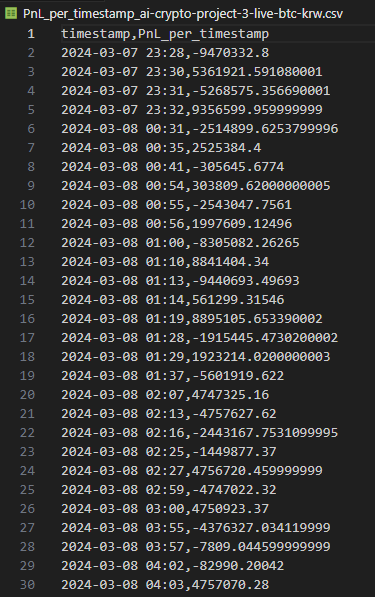 PnL_per_timestamp_ai-crypto-project-3-live-btc-krw.csv
1 timestamp,PnL_per_timestamp
2 2024-03-07 23:28,-9470332.8
3 2024-03-07 23:30,5361921.591080001
4 2024-03-07 23:31,-5268575.356690001
5 2024-03-07 23:32,9356599.959999999
6 2024-03-08 00:31,-2514899.6253799996
7 2024-03-08 00:35,2525384.4
8 2024-03-08 00:41,-305645.6774
9 2024-03-08 00:54,303809.62000000005
10 2024-03-08 00:55,-2543047.7561
11 2024-03-08 00:56,1997609.12496
12 2024-03-08 01:00,-8305082.26265
13 2024-03-08 01:10,8841404.34
14 2024-03-08 01:13,-9440693.49693
15 2024-03-08 01:14,561299.31546
16 2024-03-08 01:19,8895105.653390002
17 2024-03-08 01:28,-1915445.4730200002
18 2024-03-08 01:29,1923214.0200000003
19 2024-03-08 01:37,-5601919.622
20 2024-03-08 02:07,4747325.16
21 2024-03-08 02:13,-4757627.62
22 2024-03-08 02:16,-2443167.7531099995
23 2024-03-08 02:25,-1449877.37
24 2024-03-08 02:27,4756720.459999999
25 2024-03-08 02:59,-4747022.32
26 2024-03-08 03:00,4750923.37
27 2024-03-08 03:55,-4376327.034119999
28 2024-03-08 03:57,-7809.044599999999
29 2024-03-08 04:02,-82990.20042
30 2024-03-08 04:03,4757070.28